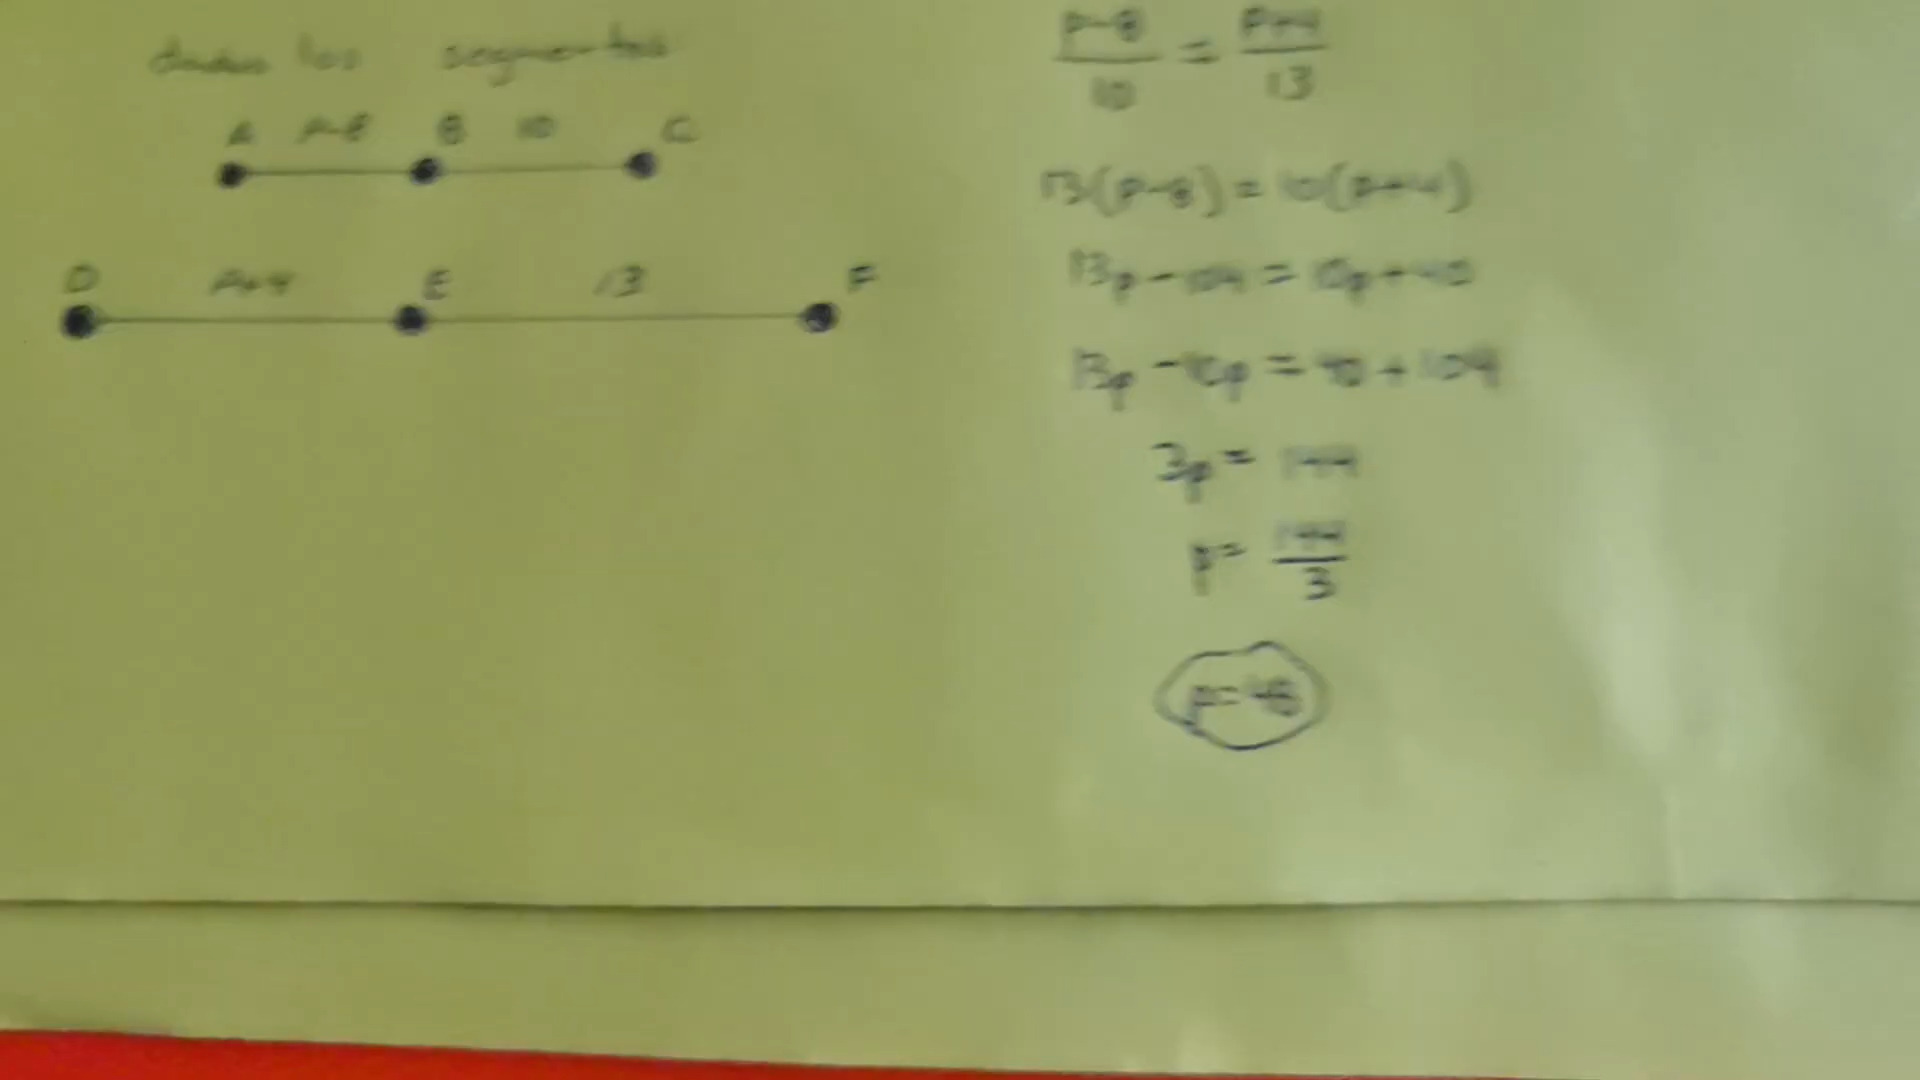 dados los segmentos
A P-8 B 10 C
D P+4 E 13 F
P-8 / 10 = P+4 / 13
13(P-8) = 10(P+4)
13p - 104 = 10p + 40
13p - 10p = 40 + 104
3p = 144
p = 144 / 3
p = 48